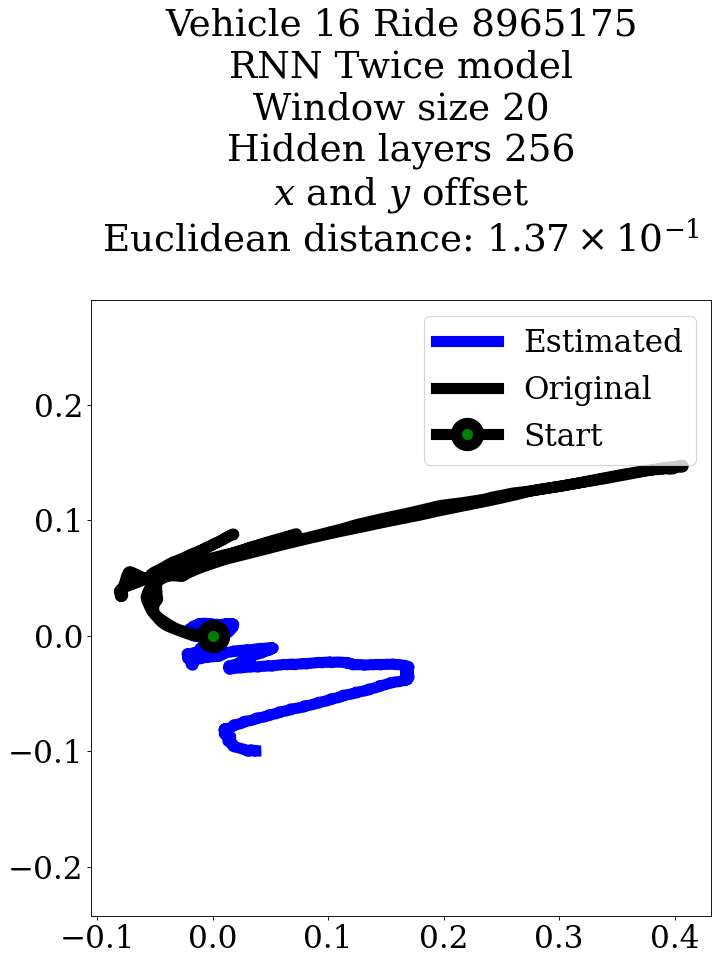 Vehicle 16 Ride 8965175
RNN Twice model
Window size 20
Hidden layers 256
x and y offset
Euclidean distance: 1.37 × 10⁻¹
Estimated
Original
Start
0.2
0.1
0.0
−0.1
−0.2
−0.1 0.0 0.1 0.2 0.3 0.4